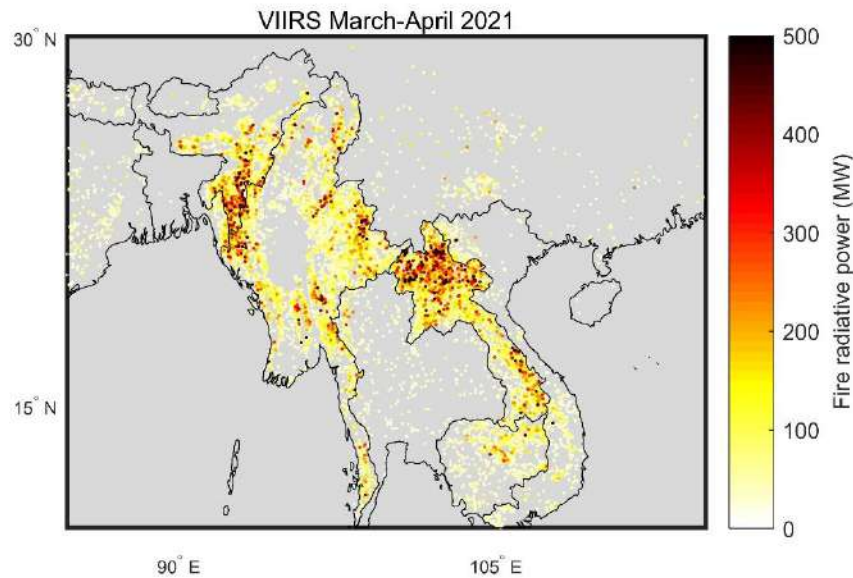 VIIRS March-April 2021
30° N
15° N
90° E
105° E
500
400
300
200
100
0
Fire radiative power (MW)